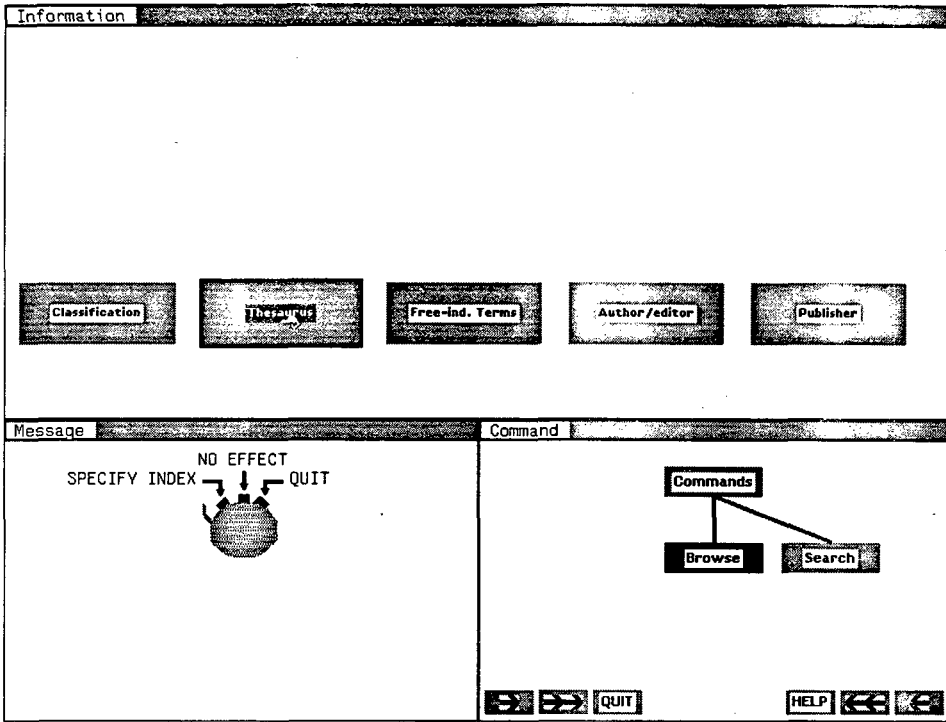 Information
Classification
Thesaurus
Free-ind. Terms
Author/editor
Publisher
Message
NO EFFECT
SPECIFY INDEX
QUIT
Command
Commands
Browse
Search
QUIT
HELP